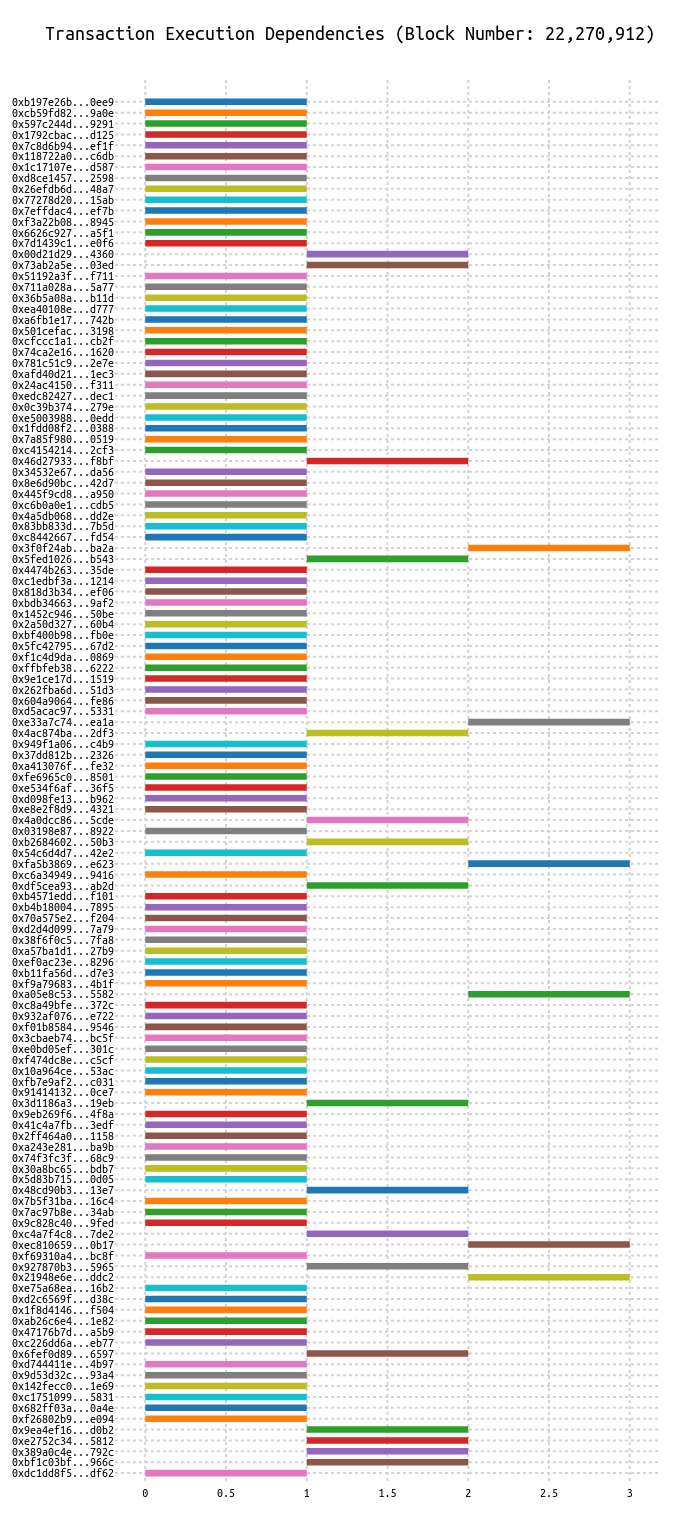 Transaction Execution Dependencies (Block Number: 22,270,912)
0xb197e26b...0ee9
0xcb59fd82...9a0e
0x597c244d...9291
0x1792cbac...d125
0x7c8d6b94...ef1f
0x118722a0...c6db
0x1c17107e...d587
0xd8ce1457...2598
0x26efdb6d...48a7
0x77278d20...15ab
0x7effdac4...ef7b
0xf3a22b08...8945
0x6626c927...a5f1
0x7d1439c1...e0f6
0x00d21d29...4360
0x73ab2a5e...03ed
0x51192a3f...f711
0x711a028a...5a77
0x36b5a08a...b11d
0xea40108e...d777
0xa6fb1e17...742b
0x501cefac...3198
0xcfccc1a1...cb2f
0x74ca2e16...1620
0x781c51c9...2e7e
0xafd40d21...1ec3
0x24ac4150...f311
0xedc82427...dec1
0x0c39b374...279e
0xe5003988...0edd
0x1fdd08f2...0388
0x7a85f980...0519
0xc4154214...2cf3
0x46d27933...f8bf
0x34532e67...da56
0x8e6d90bc...42d7
0x445f9cd8...a950
0xc6b0a0e1...cdb5
0x4a5db068...dd2e
0x83bb833d...7b5d
0xc8442667...fd54
0x3f0f24ab...ba2a
0x5fed1026...b543
0x4474b263...35de
0xc1edbf3a...1214
0x818d3b34...ef06
0xbdb34663...9af2
0x1452c946...50be
0x2a50d327...60b4
0xbf400b98...fb0e
0x5fc42795...67d2
0xf1c4d9da...0869
0xffbfeb38...6222
0x9e1ce17d...1519
0x262fba6d...51d3
0x604a9064...fe86
0xd5acac97...5331
0xe33a7c74...ea1a
0x4ac874ba...2df3
0x949f1a06...c4b9
0x37dd812b...2326
0xa413076f...fe32
0xfe6965c0...8501
0xe534f6af...36f5
0xd098fe13...b962
0xe8e2f8d9...4321
0x4a0dcc86...5cde
0x03198e87...8922
0xb2684602...50b3
0x54c6d4d7...42e2
0xfa5b3869...e623
0xc6a34949...9416
0xdf5cea93...ab2d
0xb4571edd...f101
0xb4b18004...7895
0x70a575e2...f204
0xd2d4d099...7a79
0x38f6f0c5...7fa8
0xa57ba1d1...27b9
0xef0ac23e...8296
0xb11fa56d...d7e3
0xf9a79683...4b1f
0xa05e8c53...5582
0xc8a49bfe...372c
0x932af076...e722
0xf01b8584...9546
0x3cbaeb74...bc5f
0xe0bd05ef...301c
0xf474dc8e...c5cf
0x10a964ce...53ac
0xfb7e9af2...c031
0x91414132...0ce7
0x3d1186a3...19eb
0x9eb269f6...4f8a
0x41c4a7fb...3edf
0x2ff464a0...1158
0xa243e281...ba9b
0x74f3fc3f...68c9
0x30a8bc65...bdb7
0x5d83b715...0d05
0x48cd90b3...13e7
0x7b5f31ba...16c4
0x7ac97b8e...34ab
0x9c828c40...9fed
0xc4a7f4c8...7de2
0xec810659...0b17
0xf69310a4...bc8f
0x927870b3...5965
0x21948e6e...ddc2
0xe75a68ea...16b2
0xd2c6569f...d38c
0x1f8d4146...f504
0xab26c6e4...1e82
0x47176b7d...a5b9
0xc226dd6a...eb77
0x6fef0d89...6597
0xd744411e...4b97
0x9d53d32c...93a4
0x142fecc0...1e69
0xc1751099...5831
0x682ff03a...0a4e
0xf26802b9...e094
0x9ea4ef16...d0b2
0xe2752c34...5812
0x389a0c4e...792c
0xbf1c03bf...966c
0xdc1dd8f5...df62
0 0.5 1 1.5 2 2.5 3